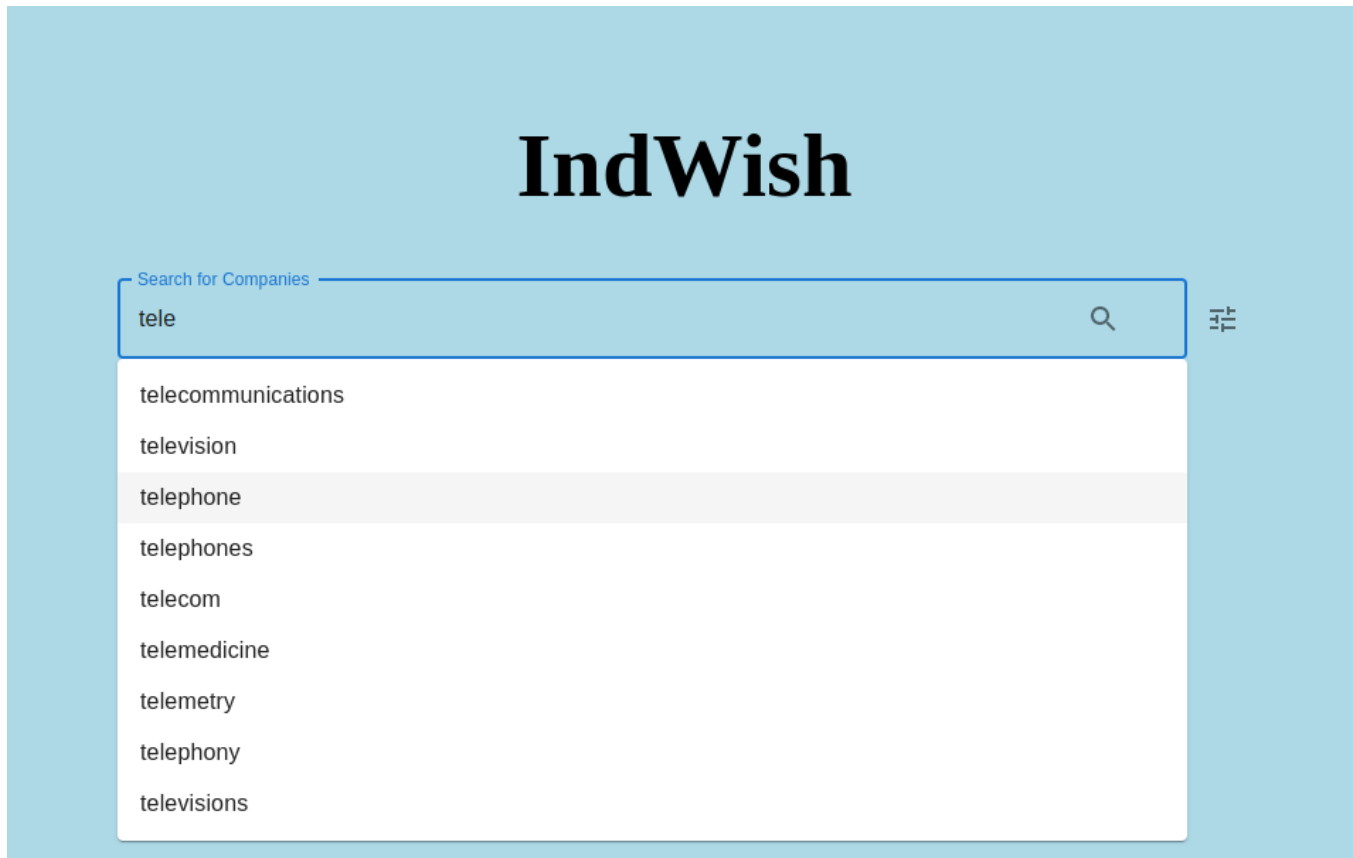 IndWish
Search for Companies
tele
telecommunications
television
telephone
telephones
telecom
telemedicine
telemetry
telephony
televisions